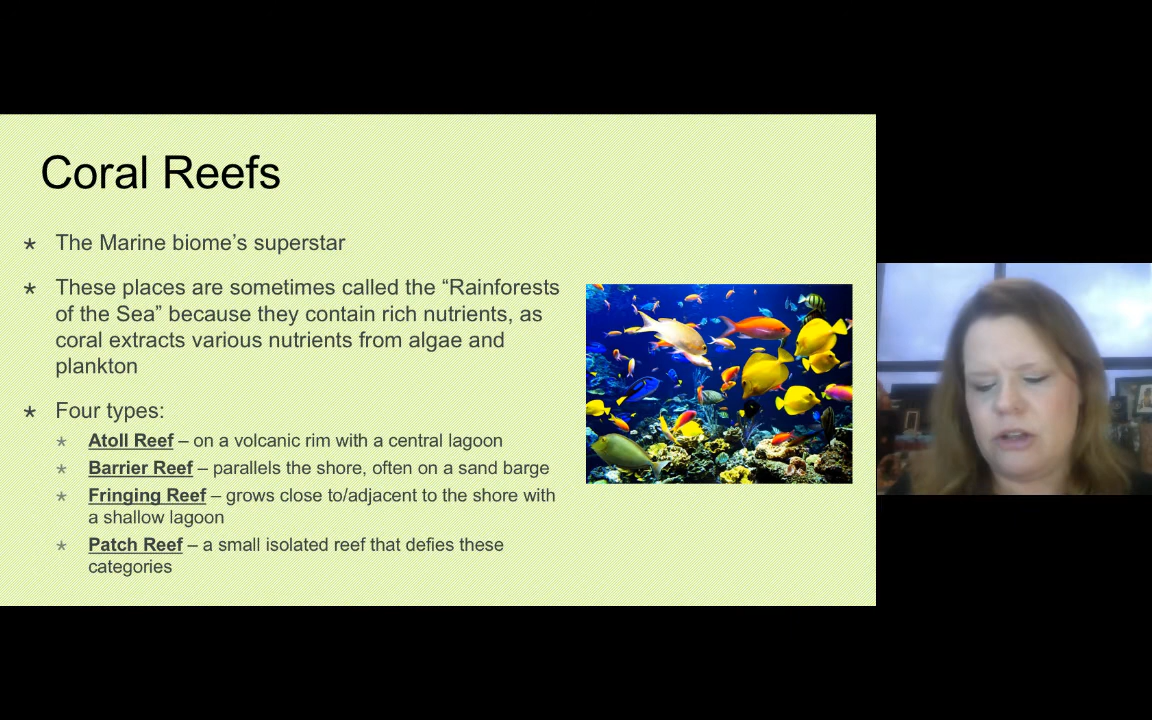 Coral Reefs
* The Marine biome’s superstar
* These places are sometimes called the “Rainforests
of the Sea” because they contain rich nutrients, as
coral extracts various nutrients from algae and
plankton
* Four types:
* Atoll Reef – on a volcanic rim with a central lagoon
* Barrier Reef – parallels the shore, often on a sand barge
* Fringing Reef – grows close to/adjacent to the shore with
a shallow lagoon
* Patch Reef – a small isolated reef that defies these
categories